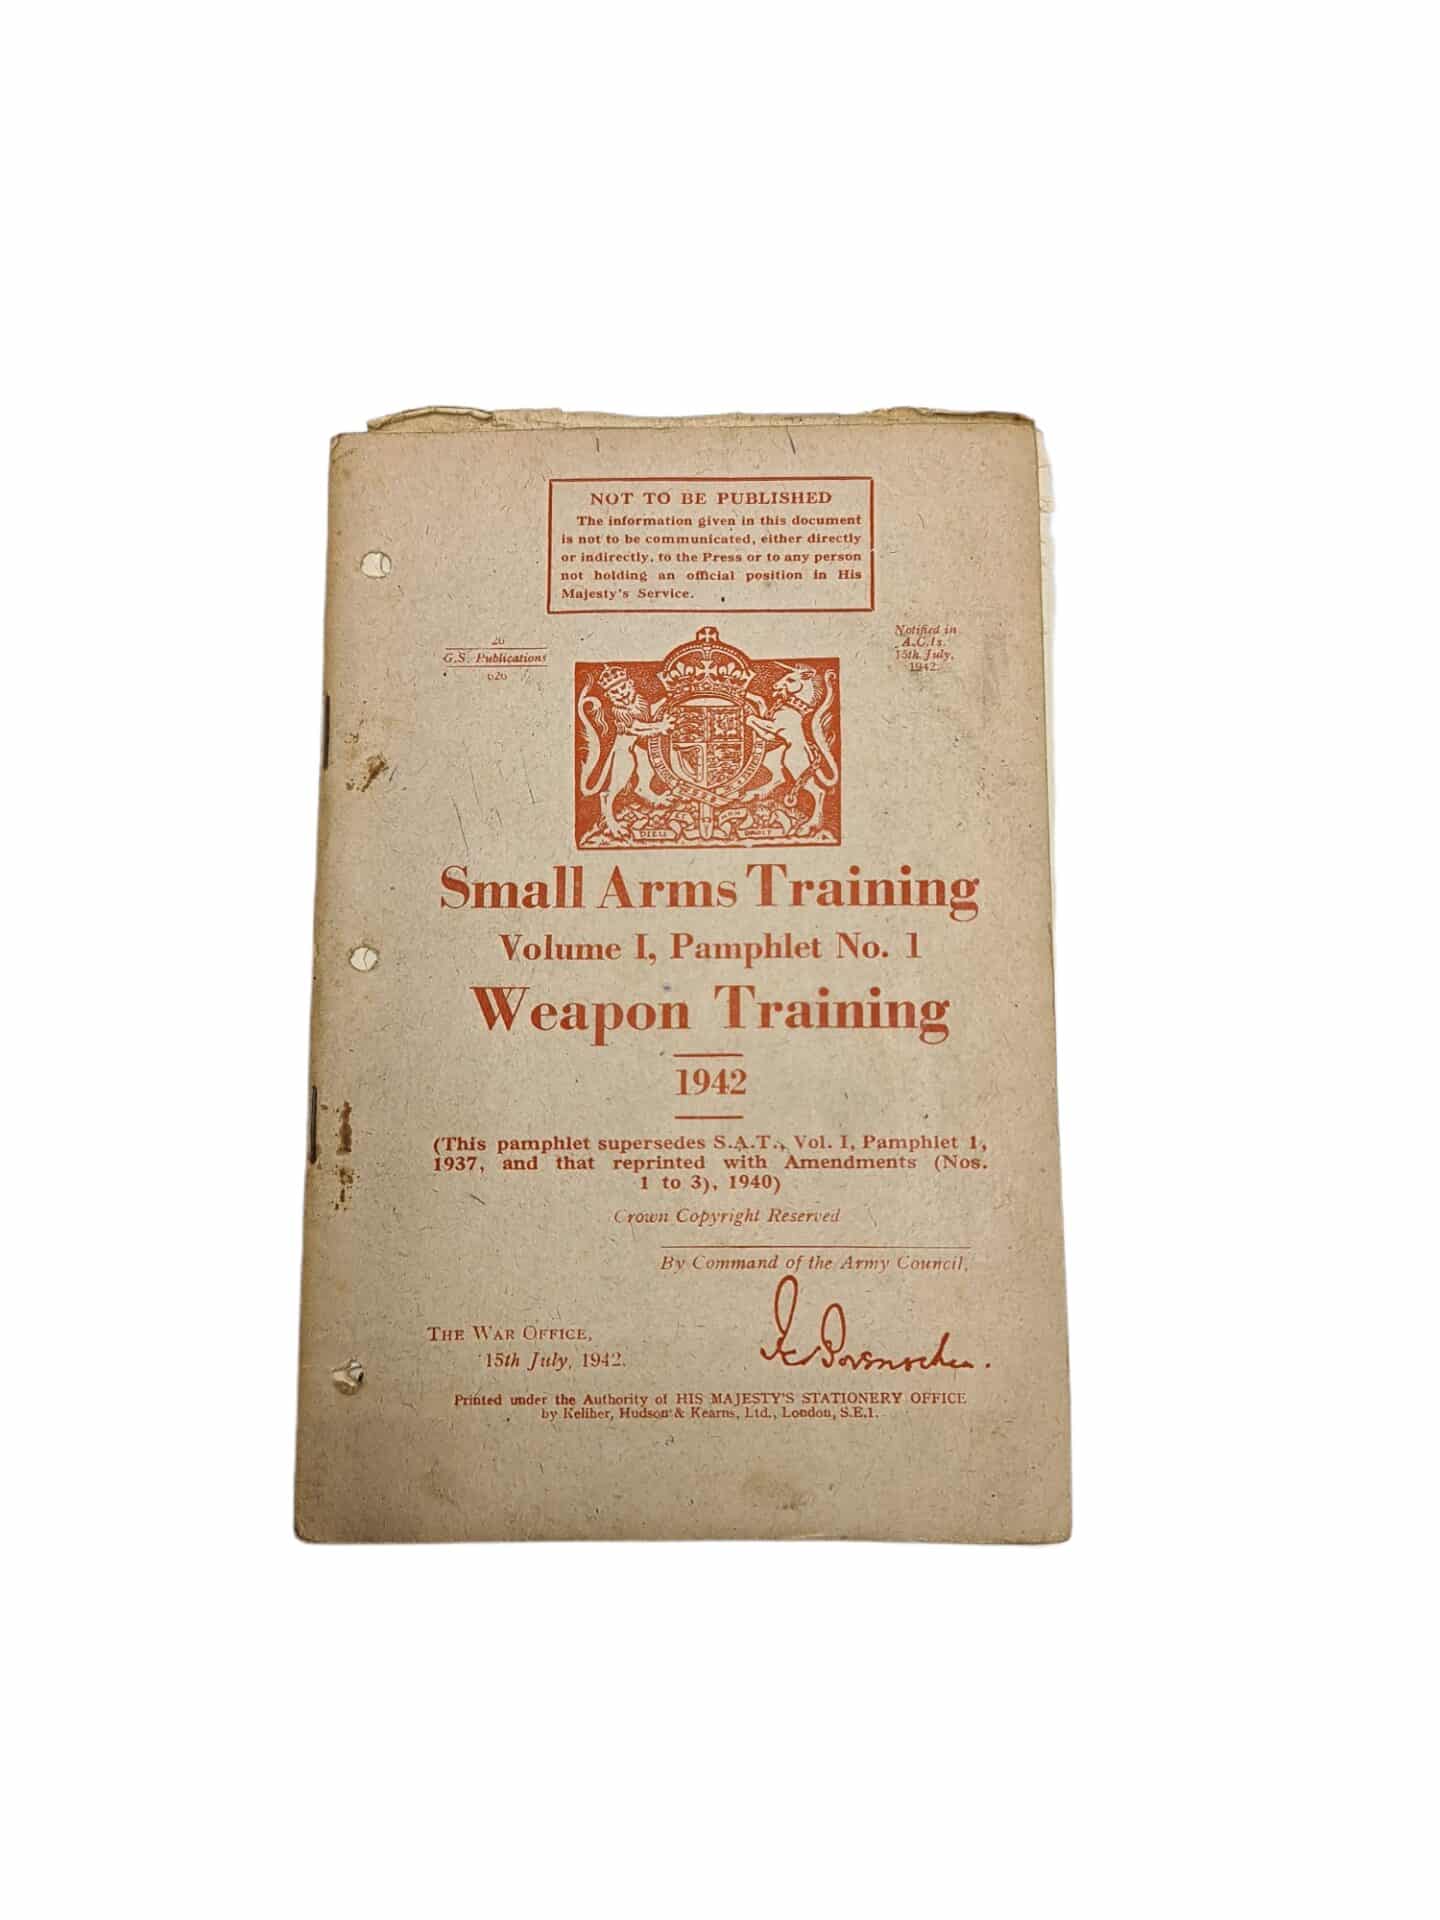 NOT TO BE PUBLISHED
The information given in this document
is not to be communicated, either directly
or indirectly, to the Press or to any person
not holding an official position in His
Majesty's Service.
26
G.S. Publications
626
Notified in
A.C.Is.
15th July,
1942.
DIEU ET MON DROIT
Small Arms Training
Volume I, Pamphlet No. 1
Weapon Training
1942
(This pamphlet supersedes S.A.T., Vol. I, Pamphlet 1,
1937, and that reprinted with Amendments (Nos.
1 to 3), 1940)
Crown Copyright Reserved
By Command of the Army Council,
THE WAR OFFICE,
15th July, 1942.
Printed under the Authority of HIS MAJESTY'S STATIONERY OFFICE
by Keliher, Hudson & Kearns, Ltd., London, S.E.1.